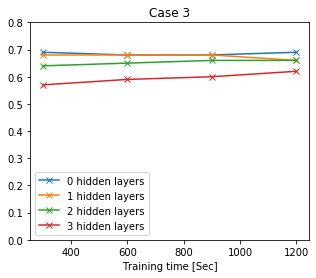 Case 3
0.8
0.7
0.6
0.5
0.4
0.3
0.2
0.1
0.0
0 hidden layers
1 hidden layers
2 hidden layers
3 hidden layers
400 600 800 1000 1200
Training time [Sec]